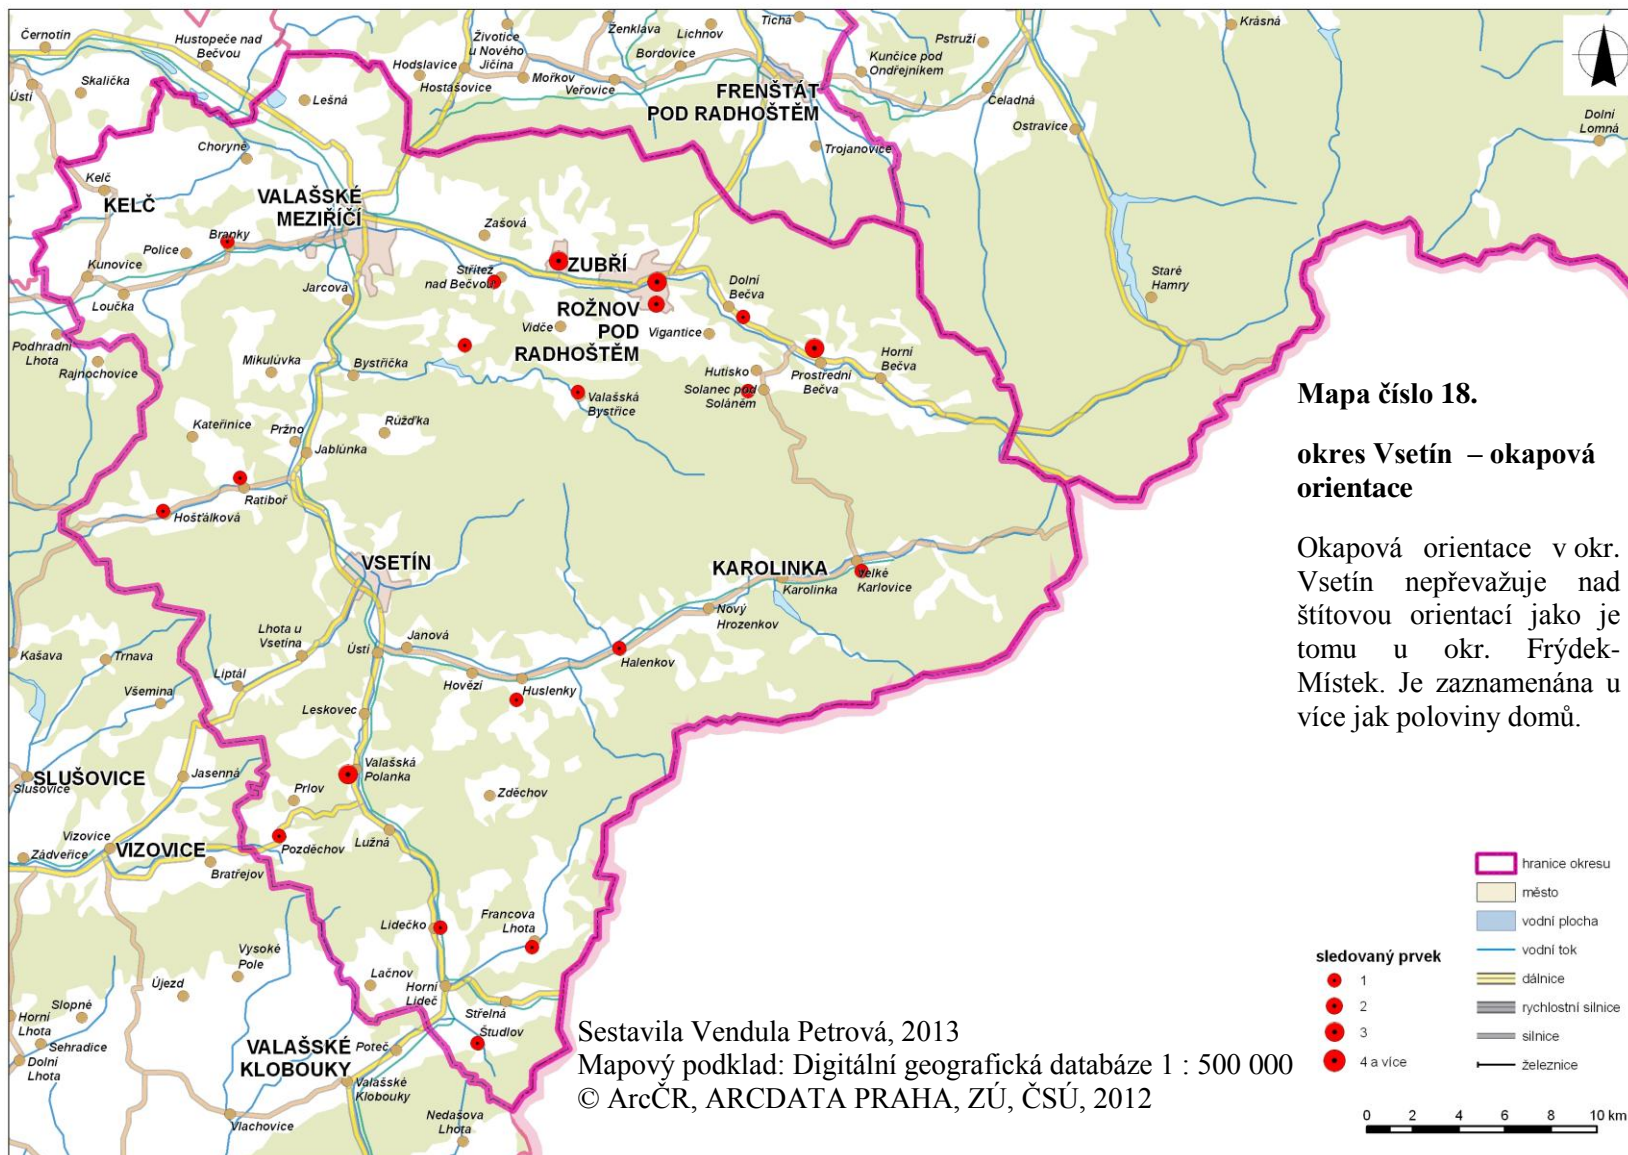 Černotín
Hustopeče nad
Bečvou
Skalička
Ústí
Lešná
Choryně
Kelč
KELČ
VALAŠSKÉ
MEZIŘÍČÍ
Branky
Police
Kunovice
Loučka
Jarcová
Podhradní
Lhota
Rajnochovice
Mikulůvka
Bystřička
Kateřinice
Pržno
Růžďka
Jablůnka
Ratiboř
Hošťálková
Hodslavice
Hostašovice
Životice
u Nového
Jičína
Mořkov
Veřovice
Ženklava
Bordovice
Lichnov
Tichá
FRENŠTÁT
POD RADHOŠTĚM
Kunčice pod
Ondřejníkem
Pstruží
Čeladná
Ostravice
Krásná
Dolní
Lomná
Trojanovice
Staré
Hamry
Zašová
Střítež
nad Bečvou
ZUBŘÍ
ROŽNOV
POD
RADHOŠTĚM
Vidče
Vigantice
Dolní
Bečva
Hutisko
Solanec pod
Soláněm
Prostřední
Bečva
Horní
Bečva
Valašská
Bystřice
VSETÍN
KAROLINKA
Karolinka
Velké
Karlovice
Nový
Hrozenkov
Halenkov
Huslenky
Hovězí
Janová
Ústí
Lhota u
Vsetína
Liptál
Leskovec
Kašava
Trnava
Všemina
SLUŠOVICE
Slušovice
Jasenná
Valašská
Polanka
Prlov
Zděchov
Vizovice
VIZOVICE
Zádveřice
Bratřejov
Pozděchov
Lužná
Lidečko
Francova
Lhota
Vysoké
Pole
Újezd
Slopné
Horní
Lhota
Sehradice
Dolní
Lhota
Lačnov
Horní
Lideč
Střelná
Študlov
VALAŠSKÉ
KLOBOUKY
Poteč
Valašské
Klobouky
Vlachovice
Nedašova
Lhota
Mapa číslo 18.
okres Vsetín – okapová
orientace
Okapová orientace v okr.
Vsetín nepřevažuje nad
štítovou orientací jako je
tomu u okr. Frýdek-
Místek. Je zaznamenána u
více jak poloviny domů.
sledovaný prvek
1
2
3
4 a více
hranice okresu
město
vodní plocha
vodní tok
dálnice
rychlostní silnice
silnice
železnice
0 2 4 6 8 10 km
Sestavila Vendula Petrová, 2013
Mapový podklad: Digitální geografická databáze 1 : 500 000
© ArcČR, ARCDATA PRAHA, ZÚ, ČSÚ, 2012